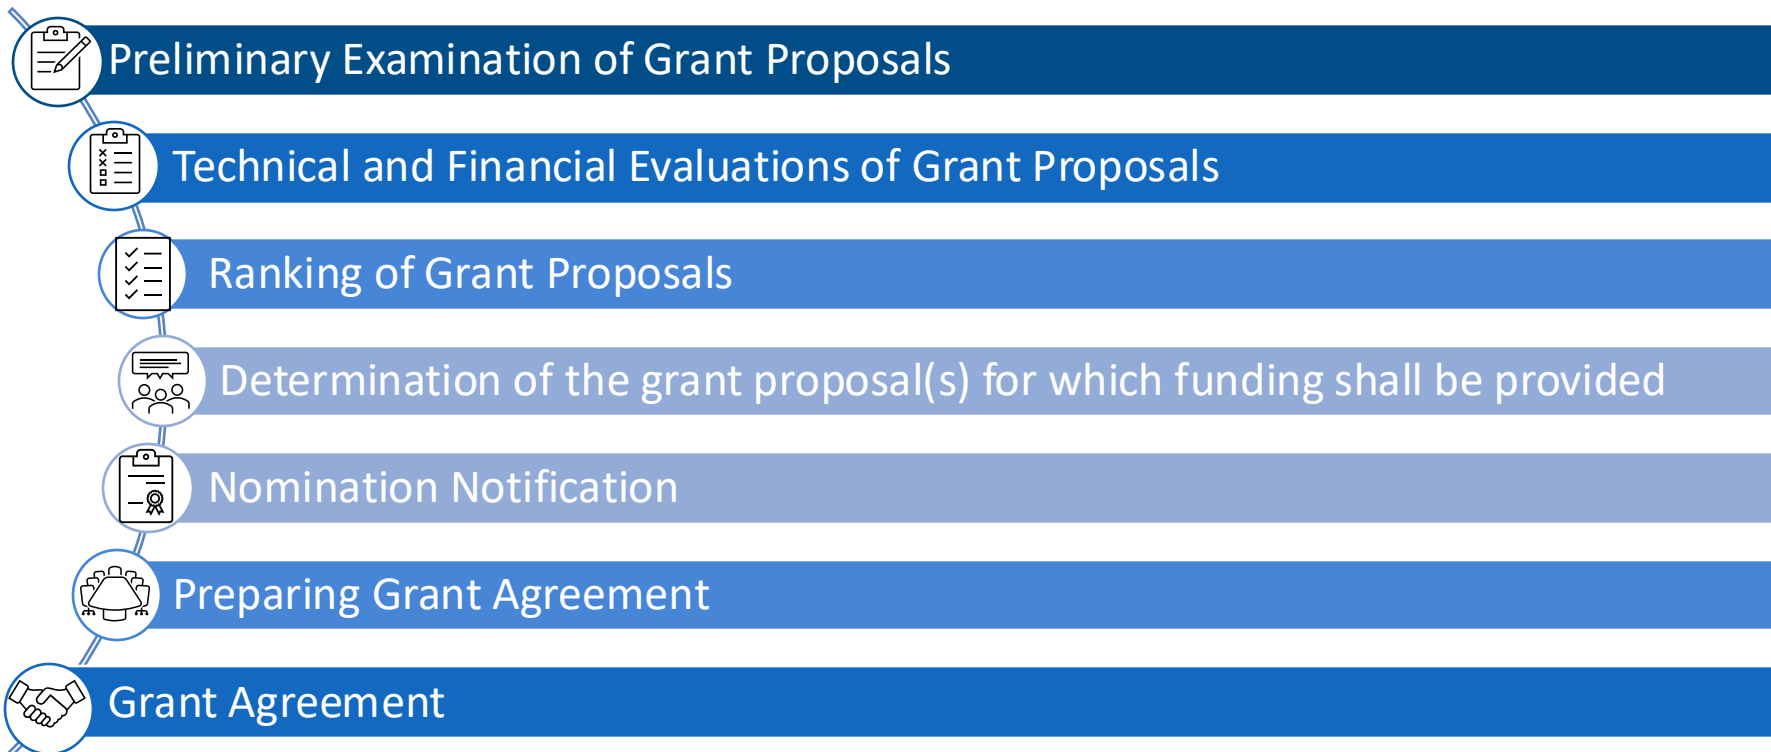 Preliminary Examination of Grant Proposals
Technical and Financial Evaluations of Grant Proposals
Ranking of Grant Proposals
Determination of the grant proposal(s) for which funding shall be provided
Nomination Notification
Preparing Grant Agreement
Grant Agreement